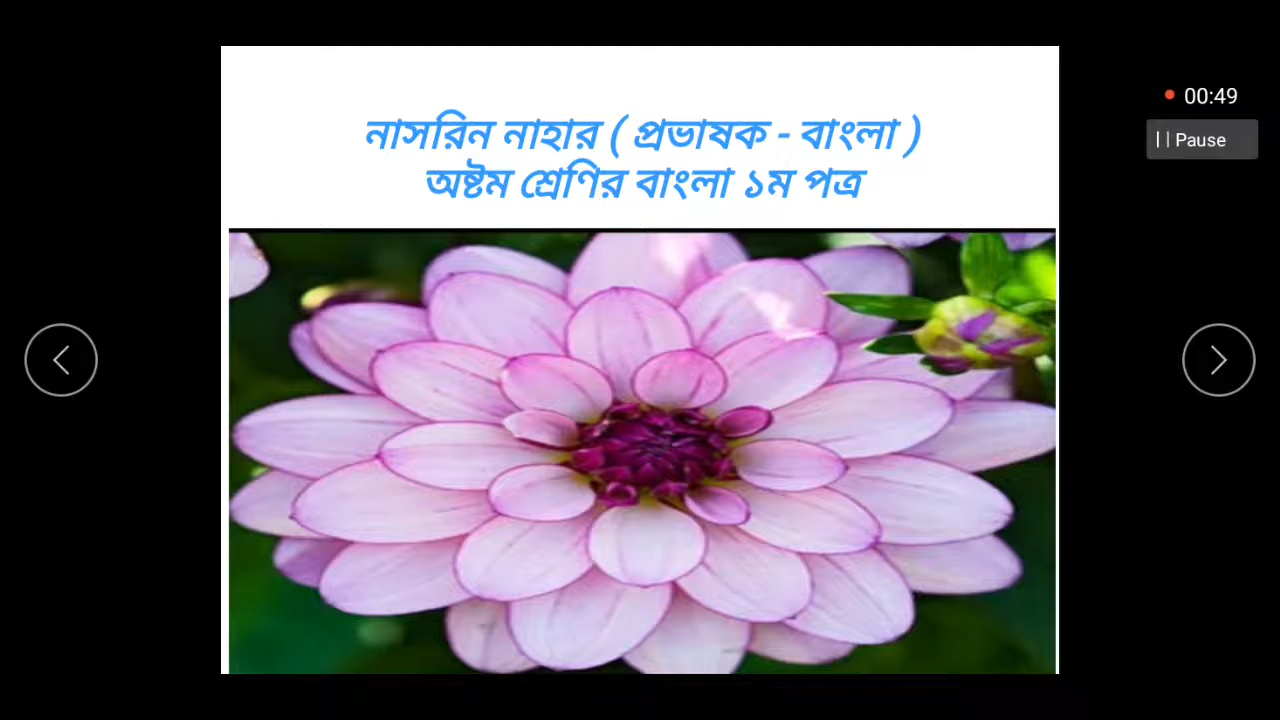 নাসরিন নাহার ( প্রভাষক - বাংলা )
অষ্টম শ্রেণির বাংলা ১ম পত্র
00:49
Pause